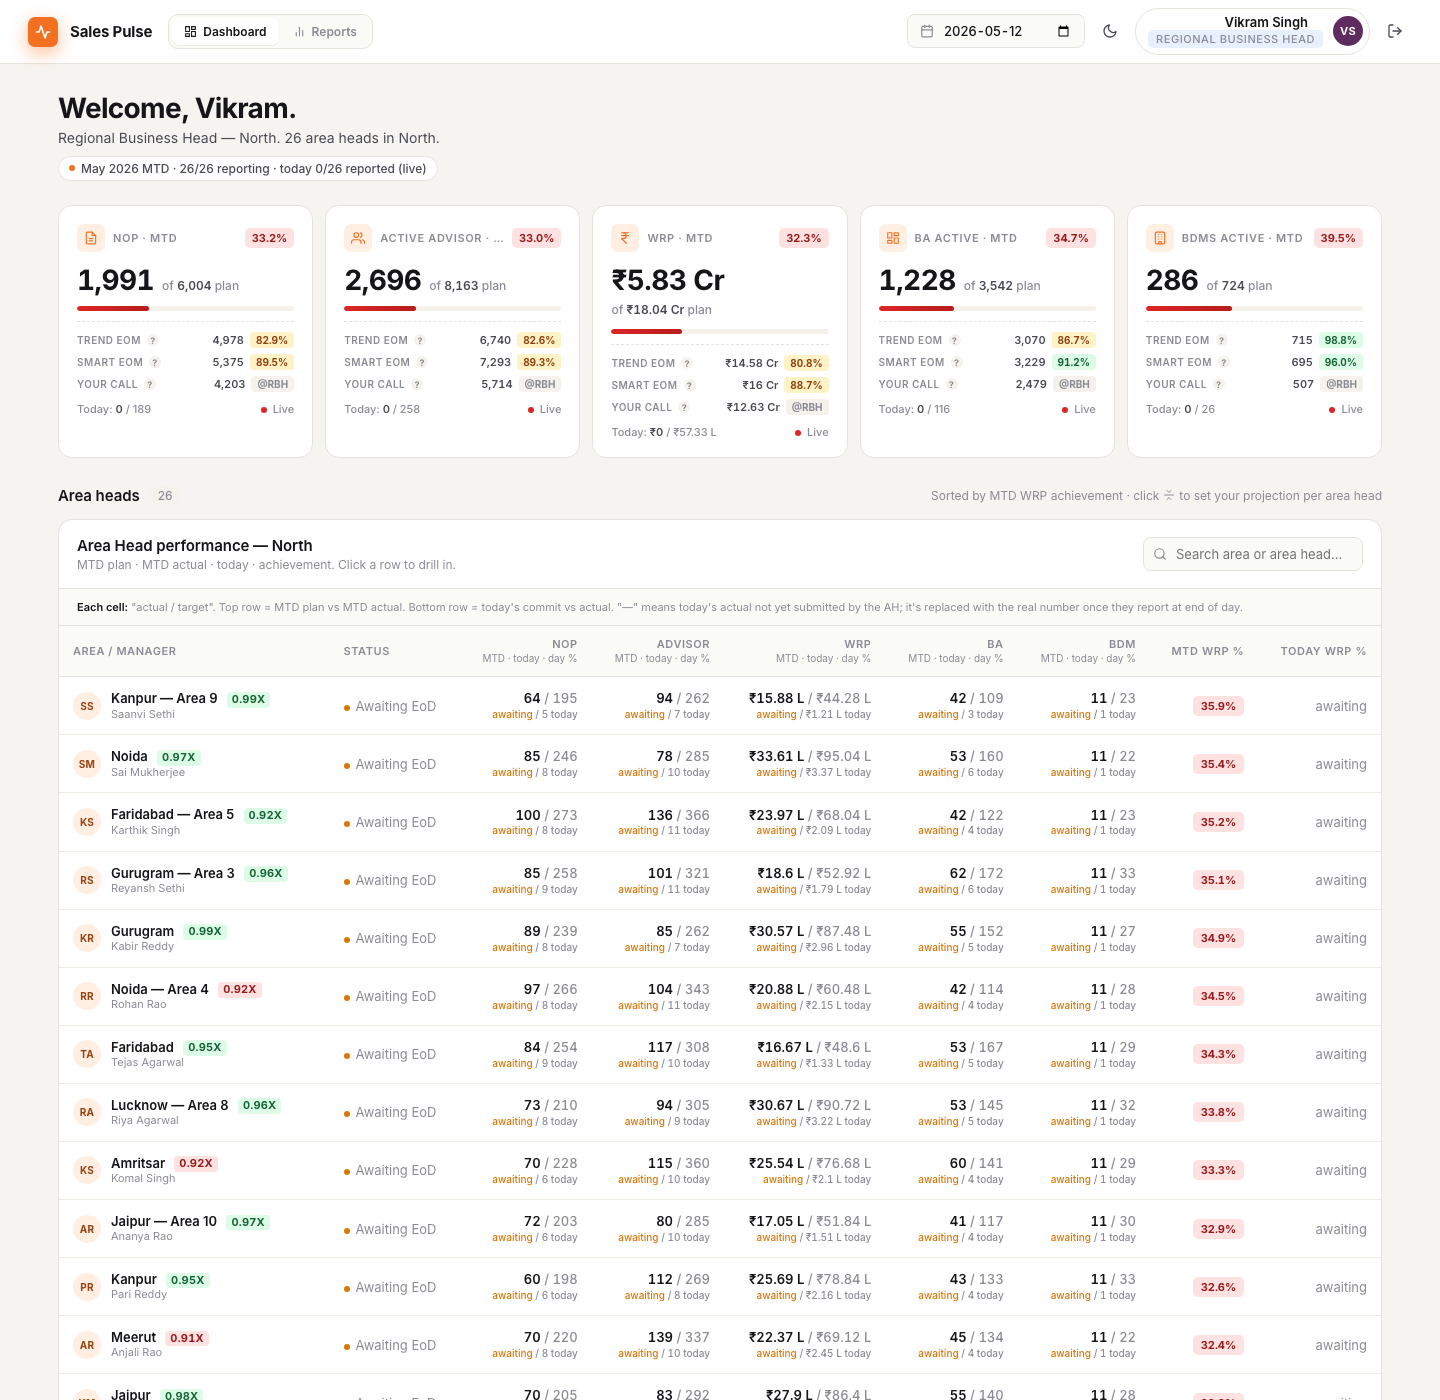 Sales Pulse
Dashboard
Reports
2026-05-12
Vikram Singh
REGIONAL BUSINESS HEAD
VS
Welcome, Vikram.
Regional Business Head — North. 26 area heads in North.
May 2026 MTD · 26/26 reporting · today 0/26 reported (live)
NOP · MTD 33.2%
1,991 of 6,004 plan
TREND EOM ? 4,978 82.9%
SMART EOM ? 5,375 89.5%
YOUR CALL ? 4,203 @RBH
Today: 0 / 189 Live
ACTIVE ADVISOR · ... 33.0%
2,696 of 8,163 plan
TREND EOM ? 6,740 82.6%
SMART EOM ? 7,293 89.3%
YOUR CALL ? 5,714 @RBH
Today: 0 / 258 Live
WRP · MTD 32.3%
₹5.83 Cr
of ₹18.04 Cr plan
TREND EOM ? ₹14.58 Cr 80.8%
SMART EOM ? ₹16 Cr 88.7%
YOUR CALL ? ₹12.63 Cr @RBH
Today: ₹0 / ₹57.33 L Live
BA ACTIVE · MTD 34.7%
1,228 of 3,542 plan
TREND EOM ? 3,070 86.7%
SMART EOM ? 3,229 91.2%
YOUR CALL ? 2,479 @RBH
Today: 0 / 116 Live
BDMS ACTIVE · MTD 39.5%
286 of 724 plan
TREND EOM ? 715 98.8%
SMART EOM ? 695 96.0%
YOUR CALL ? 507 @RBH
Today: 0 / 26 Live
Area heads 26
Sorted by MTD WRP achievement · click to set your projection per area head
Area Head performance — North
MTD plan · MTD actual · today · achievement. Click a row to drill in.
Search area or area head...
Each cell: "actual / target". Top row = MTD plan vs MTD actual. Bottom row = today's commit vs actual. "—" means today's actual not yet submitted by the AH; it's replaced with the real number once they report at end of day.
AREA / MANAGER STATUS NOP ADVISOR WRP BA BDM MTD WRP % TODAY WRP %
MTD · today · day % MTD · today · day % MTD · today · day % MTD · today · day % MTD · today · day %
SS Kanpur — Area 9 0.99X Awaiting EoD 64 / 195 94 / 262 ₹15.88 L / ₹44.28 L 42 / 109 11 / 23 35.9% awaiting
Saanvi Sethi awaiting / 5 today awaiting / 7 today awaiting / ₹1.21 L today awaiting / 3 today awaiting / 1 today
SM Noida 0.97X Awaiting EoD 85 / 246 78 / 285 ₹33.61 L / ₹95.04 L 53 / 160 11 / 22 35.4% awaiting
Sai Mukherjee awaiting / 8 today awaiting / 10 today awaiting / ₹3.37 L today awaiting / 6 today awaiting / 1 today
KS Faridabad — Area 5 0.92X Awaiting EoD 100 / 273 136 / 366 ₹23.97 L / ₹68.04 L 42 / 122 11 / 23 35.2% awaiting
Karthik Singh awaiting / 8 today awaiting / 11 today awaiting / ₹2.09 L today awaiting / 4 today awaiting / 1 today
RS Gurugram — Area 3 0.96X Awaiting EoD 85 / 258 101 / 321 ₹18.6 L / ₹52.92 L 62 / 172 11 / 33 35.1% awaiting
Reyansh Sethi awaiting / 9 today awaiting / 11 today awaiting / ₹1.79 L today awaiting / 6 today awaiting / 1 today
KR Gurugram 0.99X Awaiting EoD 89 / 239 85 / 262 ₹30.57 L / ₹87.48 L 55 / 152 11 / 27 34.9% awaiting
Kabir Reddy awaiting / 8 today awaiting / 7 today awaiting / ₹2.96 L today awaiting / 5 today awaiting / 1 today
RR Noida — Area 4 0.92X Awaiting EoD 97 / 266 104 / 343 ₹20.88 L / ₹60.48 L 42 / 114 11 / 28 34.5% awaiting
Rohan Rao awaiting / 8 today awaiting / 11 today awaiting / ₹2.15 L today awaiting / 4 today awaiting / 1 today
TA Faridabad 0.95X Awaiting EoD 84 / 254 117 / 308 ₹16.67 L / ₹48.6 L 53 / 167 11 / 29 34.3% awaiting
Tejas Agarwal awaiting / 9 today awaiting / 10 today awaiting / ₹1.33 L today awaiting / 5 today awaiting / 1 today
RA Lucknow — Area 8 0.96X Awaiting EoD 73 / 210 94 / 305 ₹30.67 L / ₹90.72 L 53 / 145 11 / 32 33.8% awaiting
Riya Agarwal awaiting / 8 today awaiting / 9 today awaiting / ₹3.22 L today awaiting / 5 today awaiting / 1 today
KS Amritsar 0.92X Awaiting EoD 70 / 228 115 / 360 ₹25.54 L / ₹76.68 L 60 / 141 11 / 29 33.3% awaiting
Komal Singh awaiting / 6 today awaiting / 10 today awaiting / ₹2.1 L today awaiting / 4 today awaiting / 1 today
AR Jaipur — Area 10 0.97X Awaiting EoD 72 / 203 80 / 285 ₹17.05 L / ₹51.84 L 41 / 117 11 / 30 32.9% awaiting
Ananya Rao awaiting / 6 today awaiting / 10 today awaiting / ₹1.51 L today awaiting / 4 today awaiting / 1 today
PR Kanpur 0.95X Awaiting EoD 60 / 198 112 / 269 ₹25.69 L / ₹78.84 L 43 / 133 11 / 33 32.6% awaiting
Pari Reddy awaiting / 6 today awaiting / 8 today awaiting / ₹2.16 L today awaiting / 4 today awaiting / 1 today
AR Meerut 0.91X Awaiting EoD 70 / 220 139 / 337 ₹22.37 L / ₹69.12 L 45 / 134 11 / 22 32.4% awaiting
Anjali Rao awaiting / 8 today awaiting / 10 today awaiting / ₹2.45 L today awaiting / 4 today awaiting / 1 today
Jaipur 0.98X 70 / 205 83 / 292 ₹27.9 L / ₹86.4 L 55 / 140 11 / 28